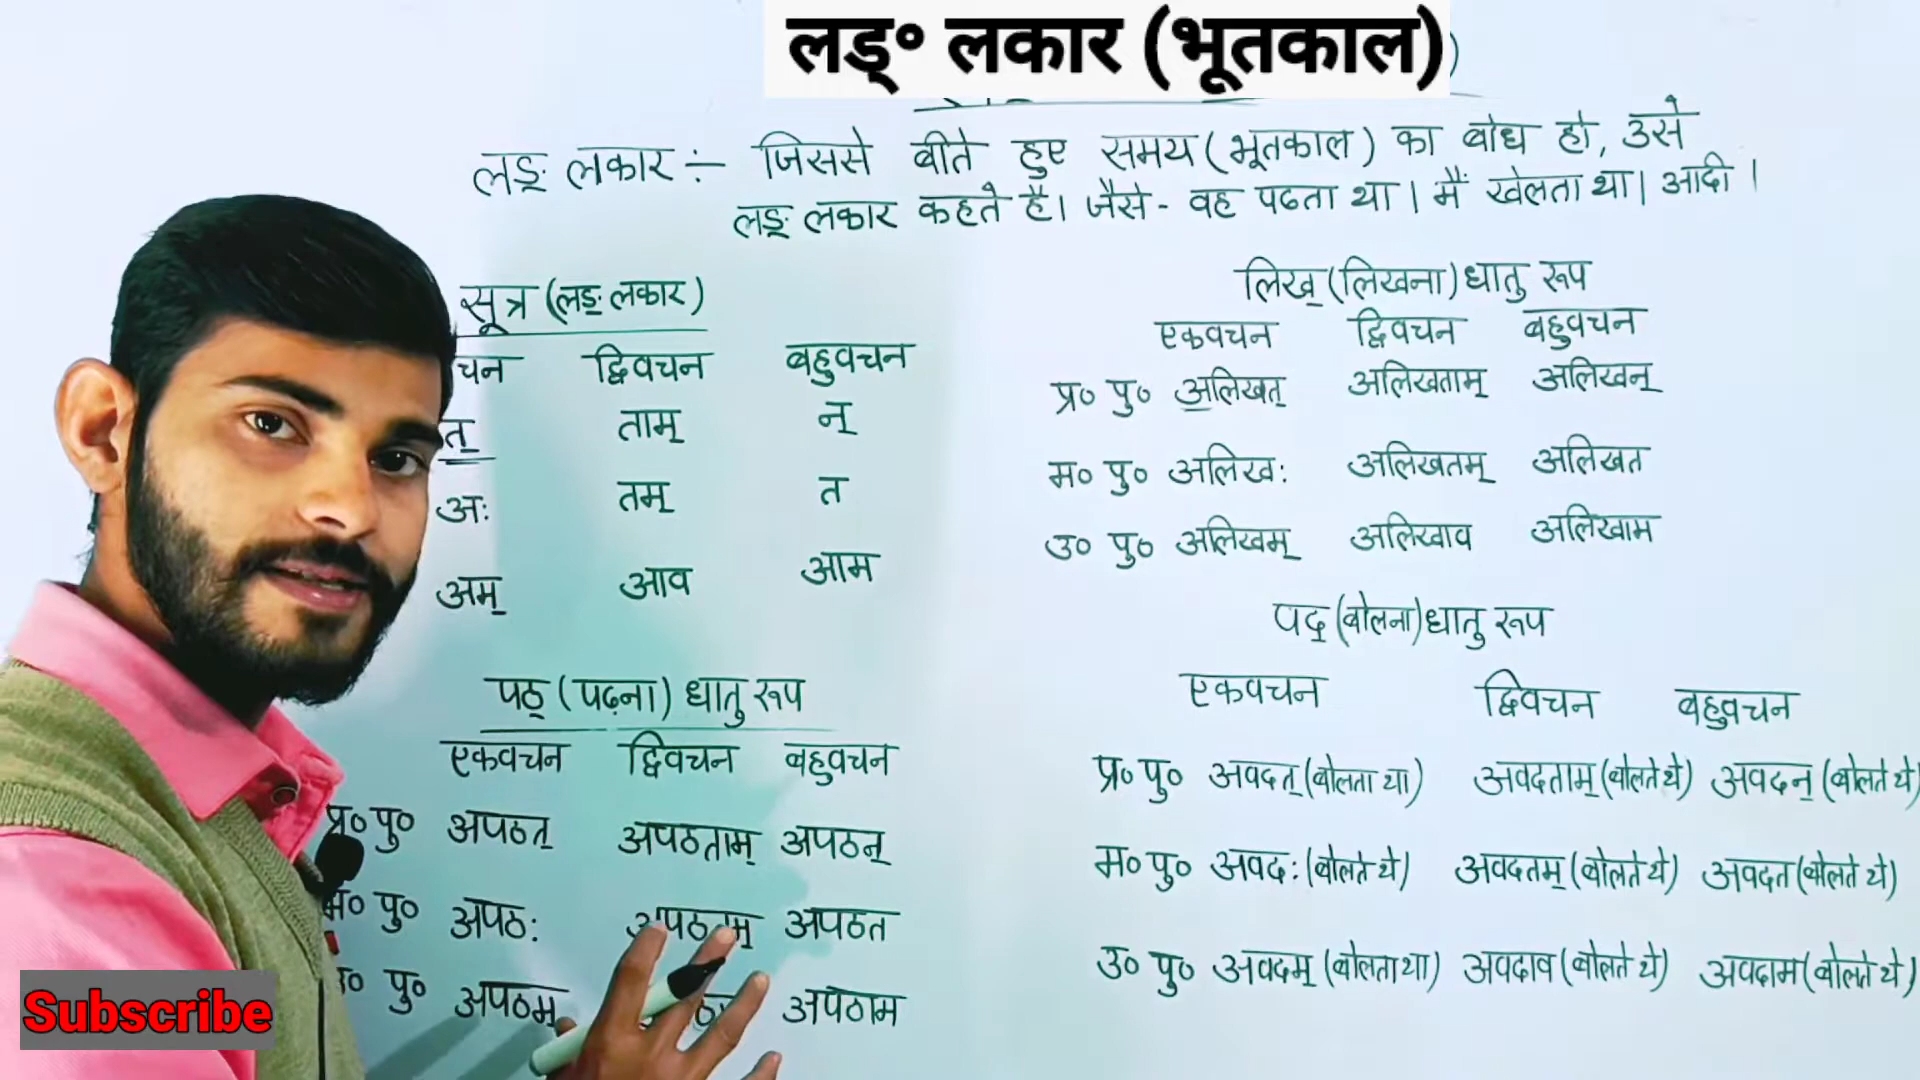 लड्॰ लकार (भूतकाल)
लङ् लकार :- जिससे बीते हुए समय (भूतकाल) का बोध हो, उसे
लङ् लकार कहते है। जैसे - वह पढता था। मैं खेलता था। आदी।
सूत्र (लङ् लकार)
चन द्विवचन बहुवचन
त् ताम् न्
अः तम् त
अम् आव आम
पठ् (पढ़ना) धातु रूप
एकवचन द्विवचन बहुवचन
प्र० पु० अपठत् अपठताम् अपठन्
म० पु० अपठः अपठतम् अपठत
पु० अपठम् अपठाम
लिख् (लिखना) धातु रूप
एकवचन द्विवचन बहुवचन
प्र० पु० अलिखत् अलिखताम् अलिखन्
म० पु० अलिखः अलिखतम् अलिखत
उ० पु० अलिखम् अलिखाव अलिखाम
पद् (बोलना) धातु रूप
एकवचन द्विवचन बहुवचन
प्र० पु० अवदत् (बोलता था) अवदताम् (बोलते थे) अवदन् (बोलते थे)
म० पु० अवदः (बोलते थे) अवदतम् (बोलते थे) अवदत (बोलते थे)
उ० पु० अवदम् (बोलता था) अवदाव (बोलते थे) अवदाम (बोलते थे)
Subscribe